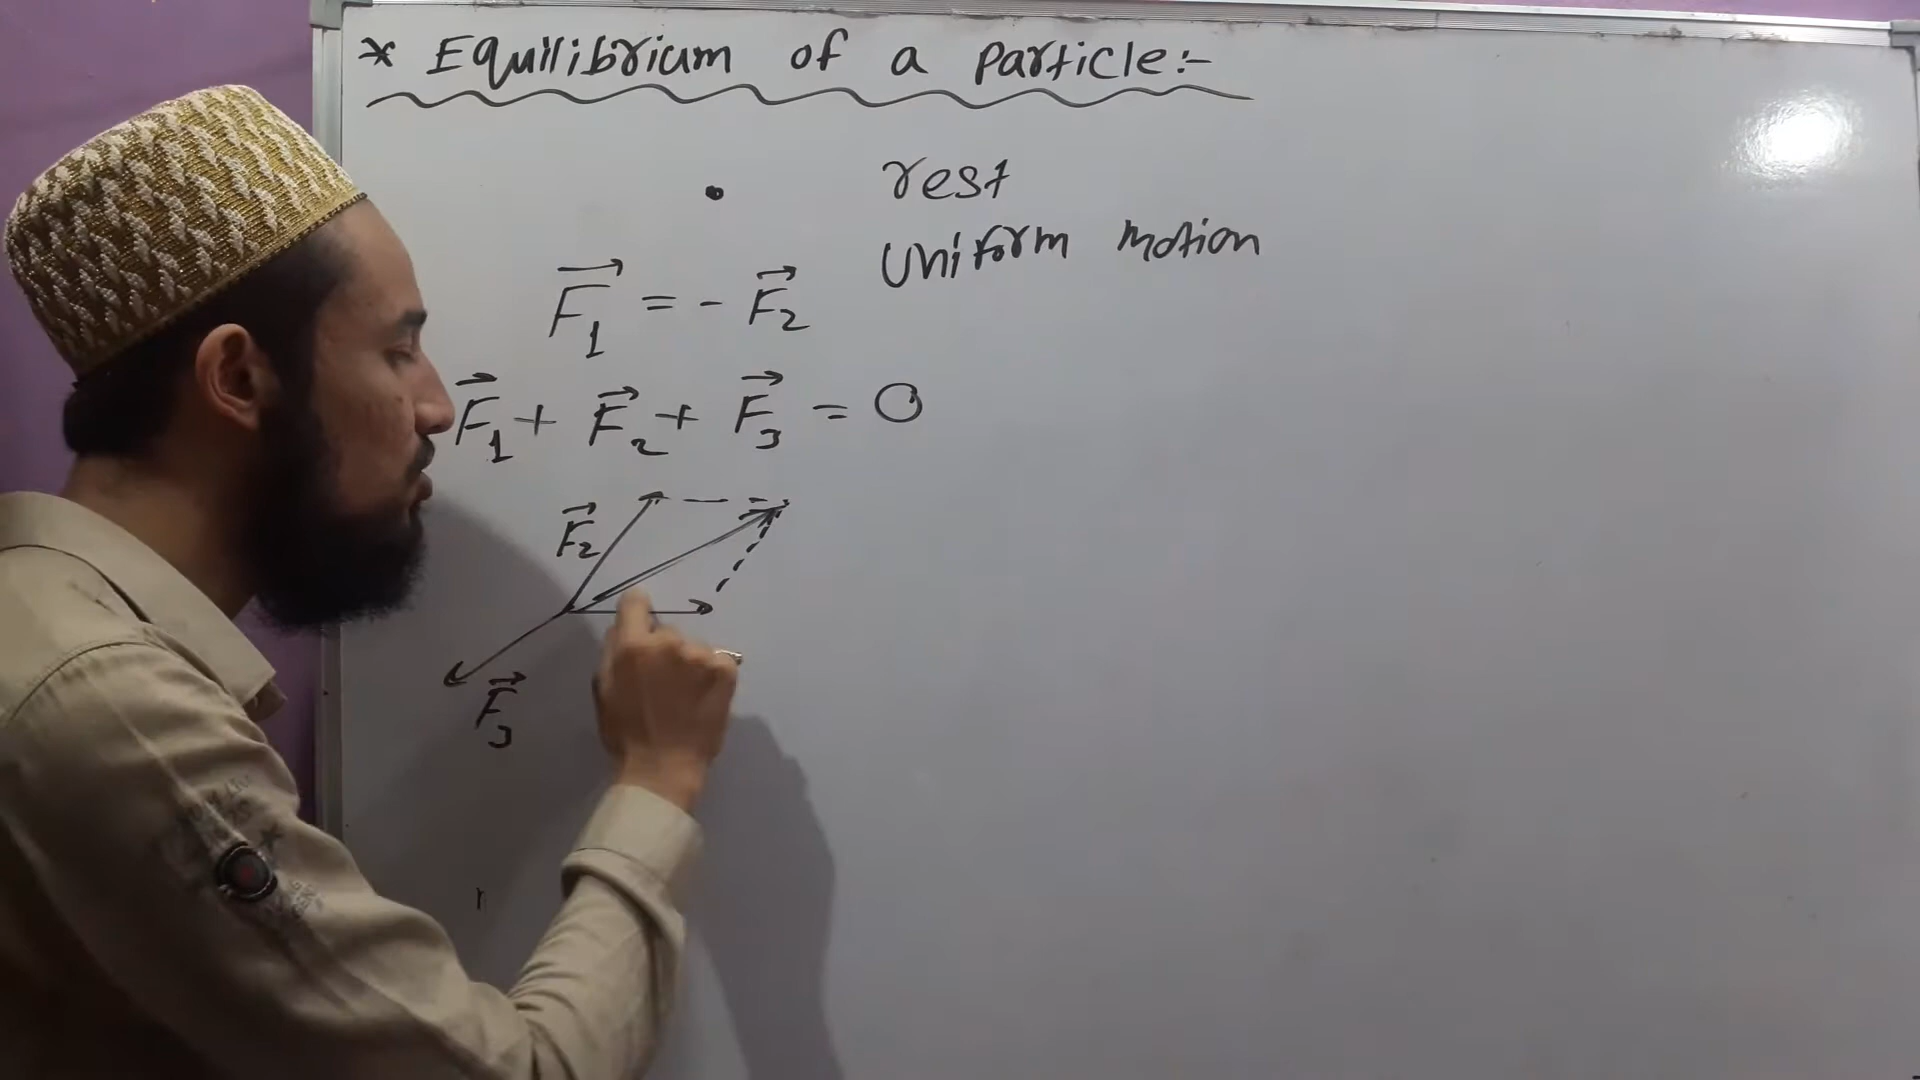 * Equilibrium of a particle:-
rest
Uniform motion
F⃗1 = - F⃗2
F⃗1 + F⃗2 + F⃗3 = 0
F⃗2
F⃗3